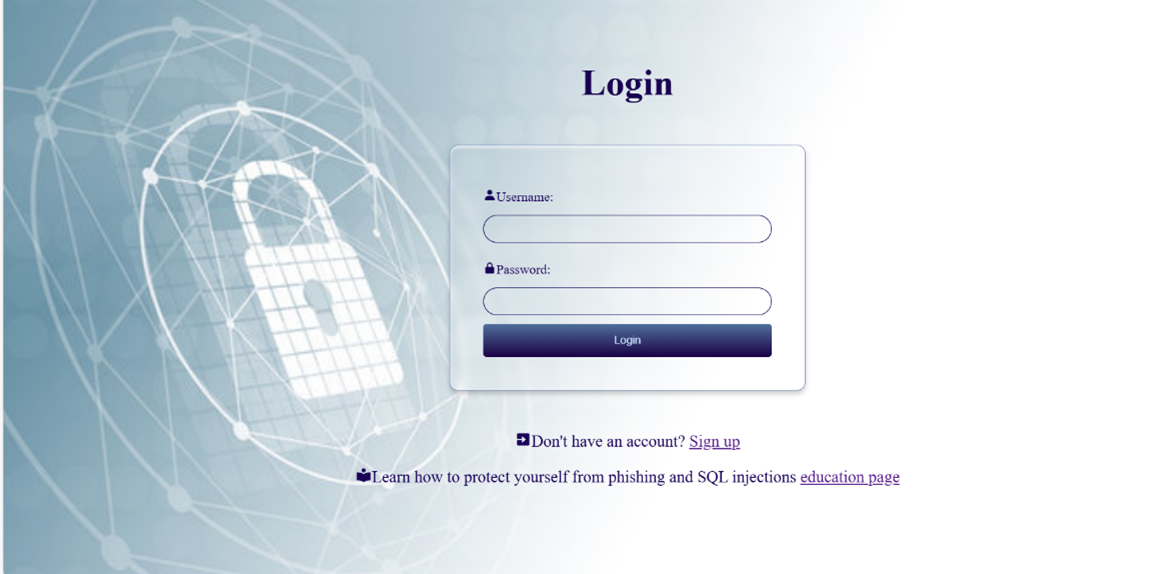 Login
Username:
Password:
Login
Don't have an account? Sign up
Learn how to protect yourself from phishing and SQL injections education page